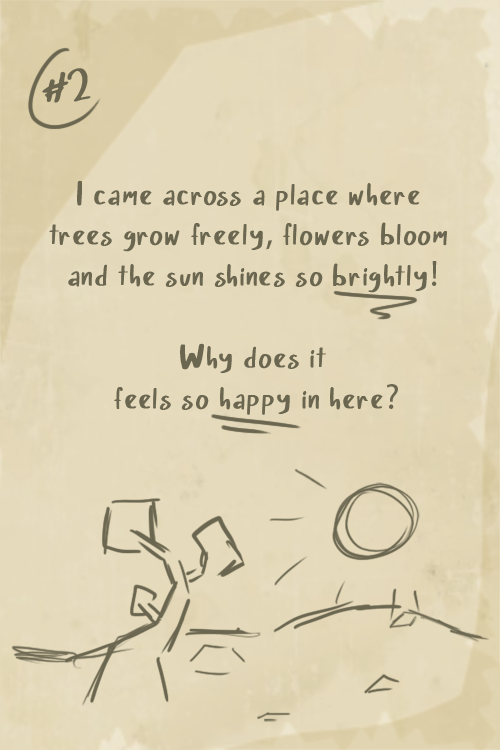 #2
I came across a place where
trees grow freely, flowers bloom
and the sun shines so brightly!
Why does it
feels so happy in here?